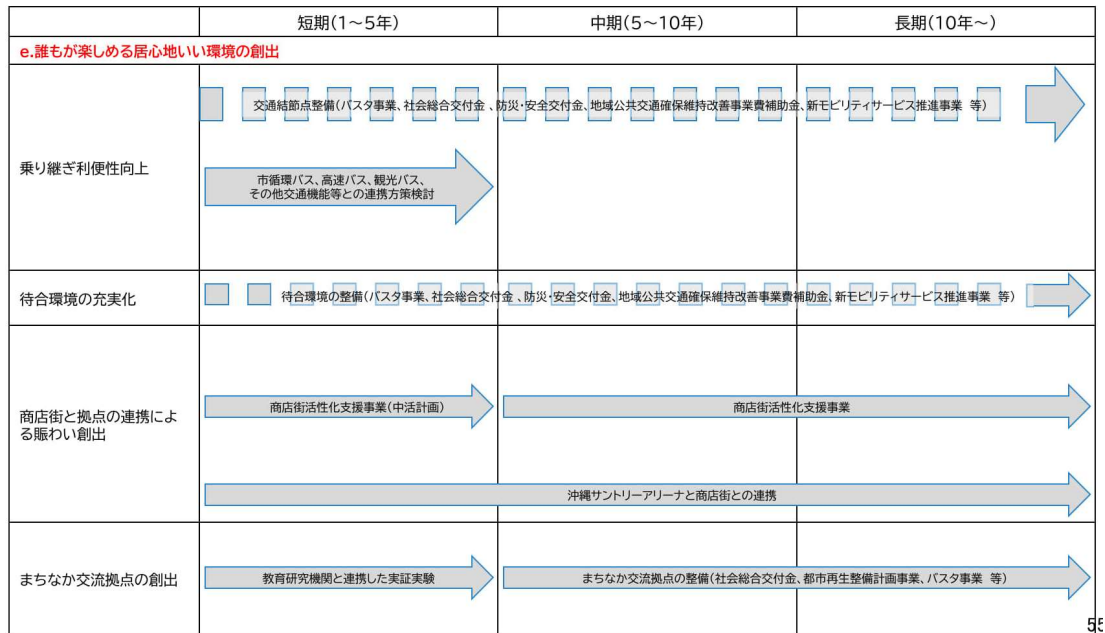 短期(1～5年)
中期(5～10年)
長期(10年～)
e.誰もが楽しめる居心地いい環境の創出
乗り継ぎ利便性向上
交通結節点整備(バスタ事業、社会総合交付金 、防災・安全交付金、地域公共交通確保維持改善事業費補助金、新モビリティサービス推進事業 等)
市循環バス、高速バス、観光バス、
その他交通機能等との連携方策検討
待合環境の充実化
待合環境の整備(バスタ事業、社会総合交付金 、防災・安全交付金、地域公共交通確保維持改善事業費補助金、新モビリティサービス推進事業 等)
商店街と拠点の連携によ
る賑わい創出
商店街活性化支援事業(中活計画)
商店街活性化支援事業
沖縄サントリーアリーナと商店街との連携
まちなか交流拠点の創出
教育研究機関と連携した実証実験
まちなか交流拠点の整備(社会総合交付金、都市再生整備計画事業、バスタ事業 等)
55